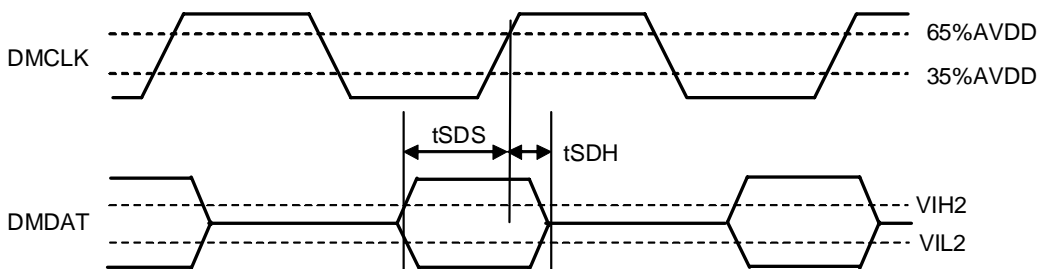 65%AVDD
DMCLK
35%AVDD
tSDS
tSDH
VIH2
DMDAT
VIL2